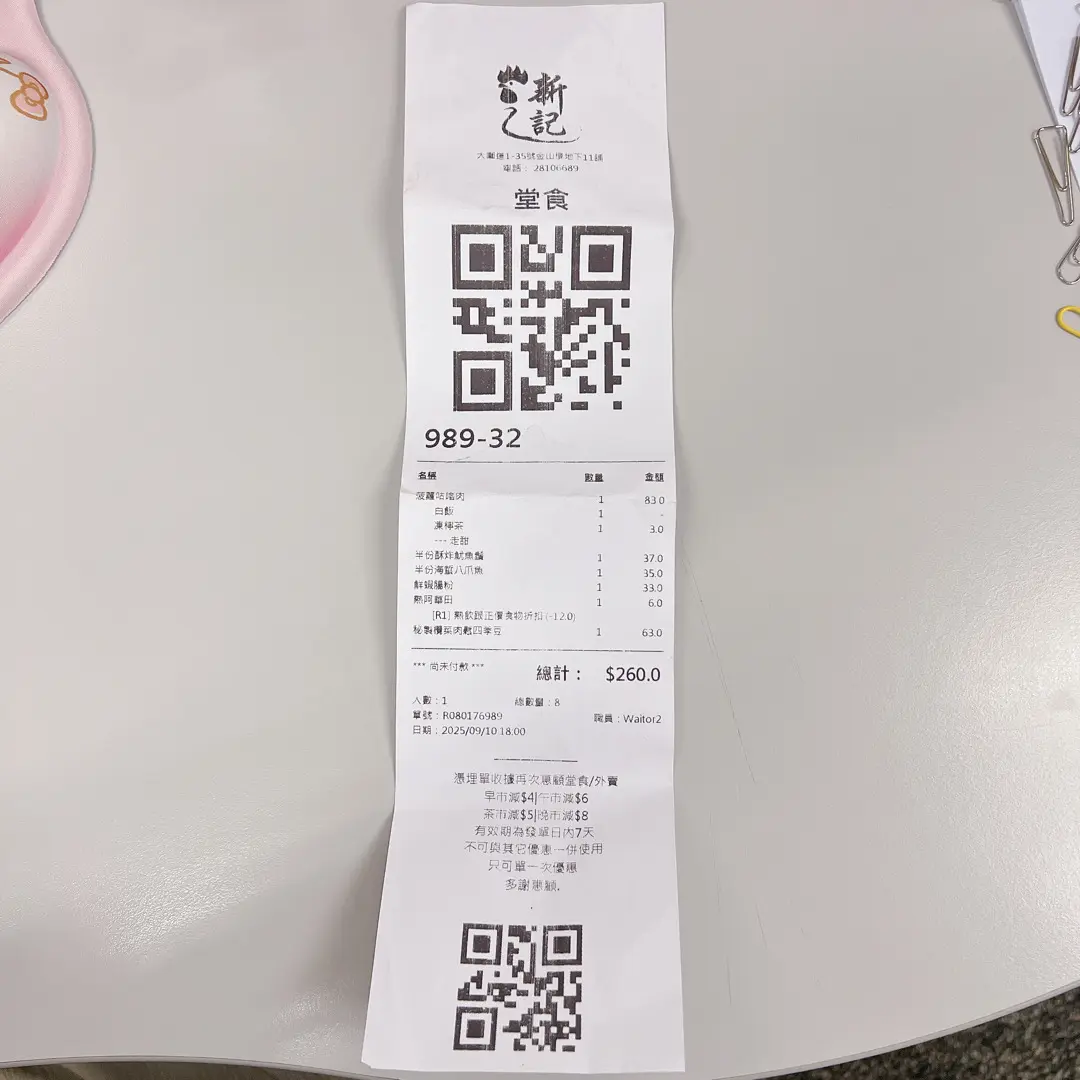 新記
大圍道1-35號金山樓地下11舖
電話: 28106689
堂食
989-32
名稱 數量 金額
菠蘿咕嚕肉 1 83.0
白飯 1 -
凍檸茶 1 3.0
--- 走甜
半份酥炸魷魚鬚 1 37.0
半份海蜇八爪魚 1 35.0
鮮蝦腸粉 1 33.0
熱阿華田 1 6.0
[R1] 熱飲跟正價食物折扣 (-12.0)
秘製欖菜肉鬆四季豆 1 63.0
*** 尚未付款 *** 總計: $260.0
人數:1 總數量:8
單號:R080176989 職員:Waitor2
日期:2025/09/10 18:00
憑埋單收據再次惠顧堂食/外賣
早市減$4|午市減$6
茶市減$5|晚市減$8
有效期為發單日內7天
不可與其它優惠一併使用
只可單一次優惠
多謝惠顧.